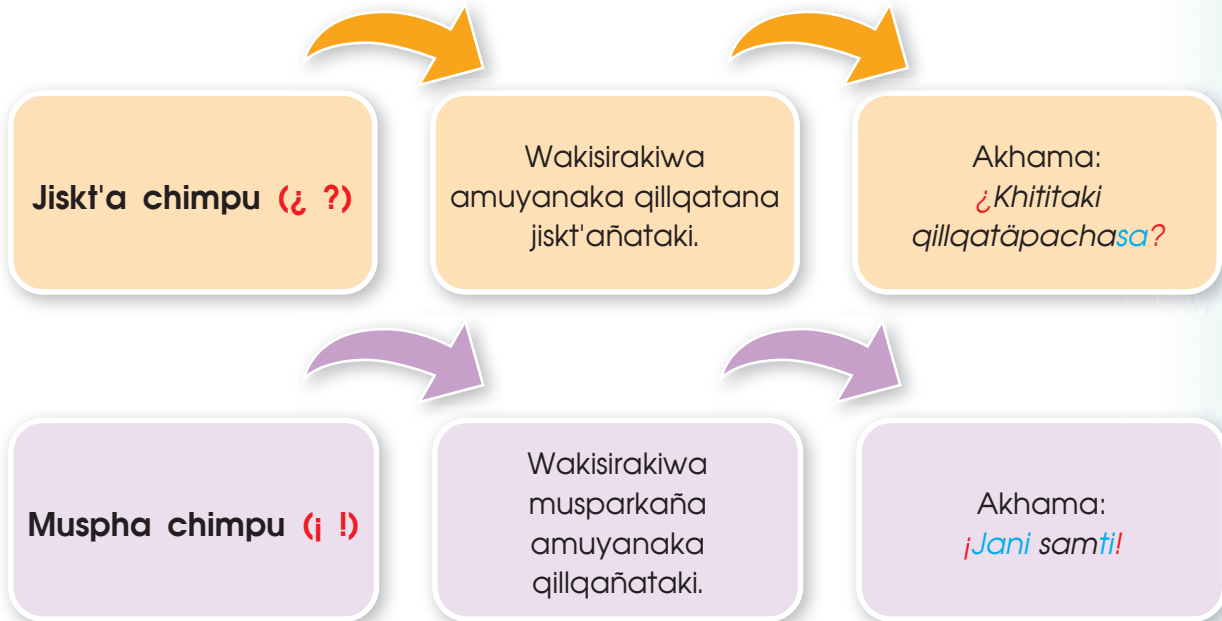 Jiskt'a chimpu (¿ ?)
Wakisirakiwa
amuyanaka qillqatana
jiskt'añataki.
Akhama:
¿Khititaki
qillqatäpachasa?
Muspha chimpu (¡ !)
Wakisirakiwa
musparkaña
amuyanaka
qillqañataki.
Akhama:
¡Jani samti!